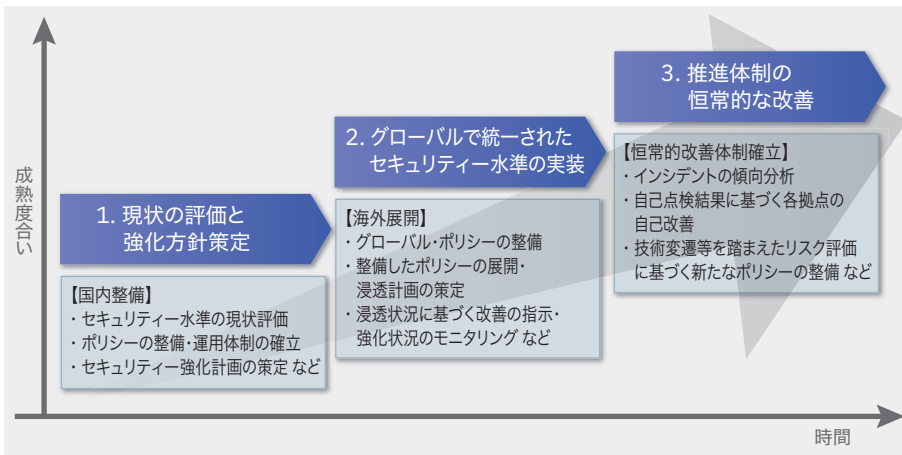 成熟度合い
1. 現状の評価と
強化方針策定
【国内整備】
・セキュリティー水準の現状評価
・ポリシーの整備・運用体制の確立
・セキュリティー強化計画の策定 など
2. グローバルで統一された
セキュリティー水準の実装
【海外展開】
・グローバル・ポリシーの整備
・整備したポリシーの展開・
浸透計画の策定
・浸透状況に基づく改善の指示・
強化状況のモニタリング など
3. 推進体制の
恒常的な改善
【恒常的改善体制確立】
・インシデントの傾向分析
・自己点検結果に基づく各拠点の
自己改善
・技術変遷等を踏まえたリスク評価
に基づく新たなポリシーの整備 など
時間